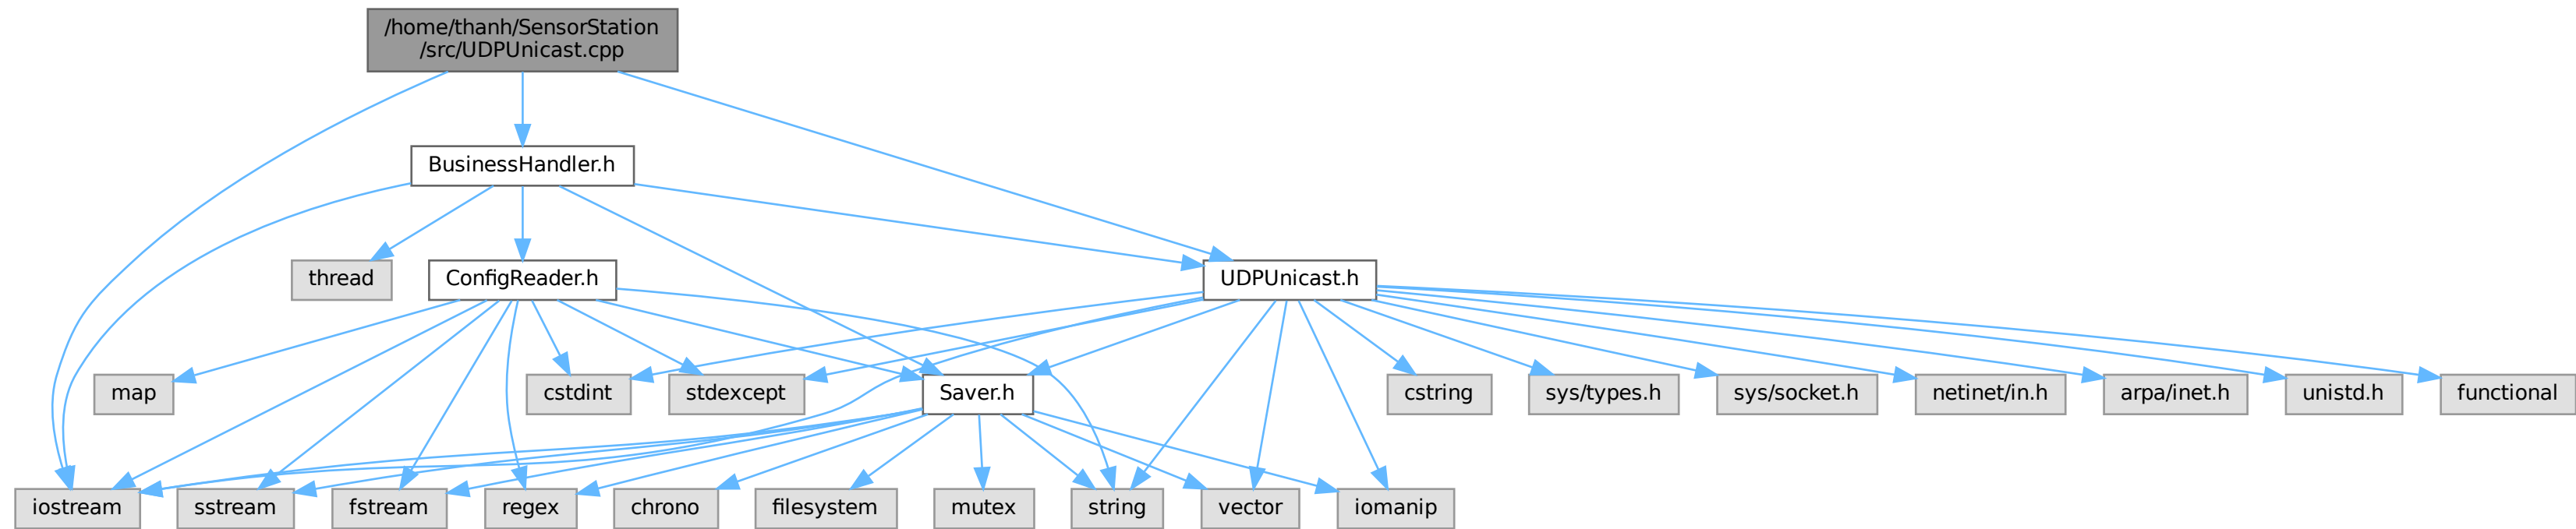 /home/thanh/SensorStation
/src/UDPUnicast.cpp
BusinessHandler.h
thread
ConfigReader.h
UDPUnicast.h
map
cstdint
stdexcept
Saver.h
cstring
sys/types.h
sys/socket.h
netinet/in.h
arpa/inet.h
unistd.h
functional
iostream
sstream
fstream
regex
chrono
filesystem
mutex
string
vector
iomanip